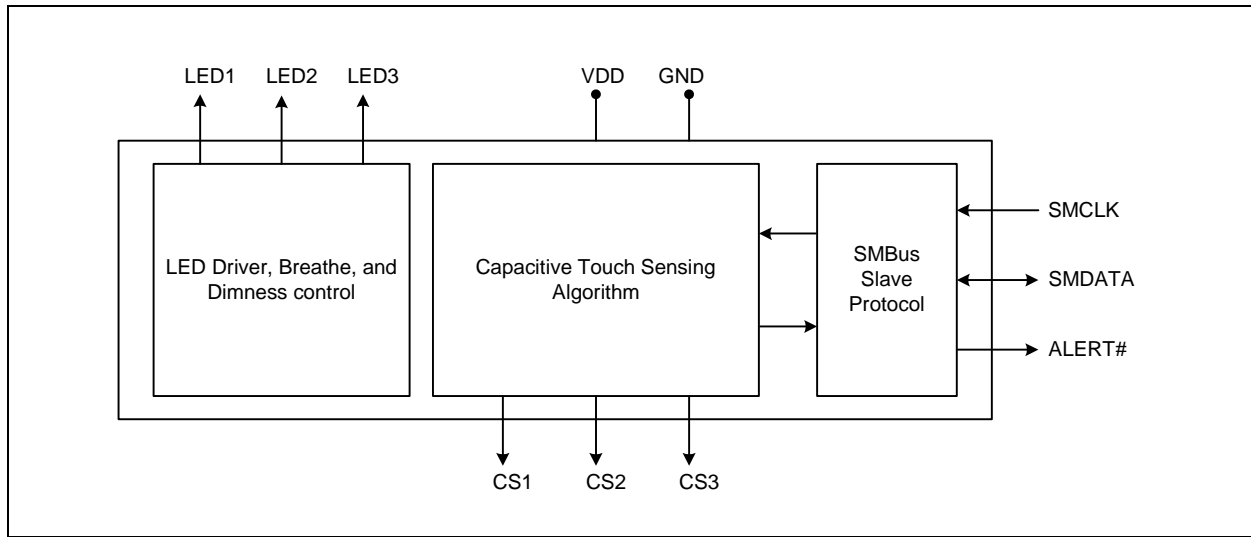 LED1 LED2 LED3 VDD GND
LED Driver, Breathe, and
Dimness control
Capacitive Touch Sensing
Algorithm
SMBus
Slave
Protocol
SMCLK
SMDATA
ALERT#
CS1 CS2 CS3